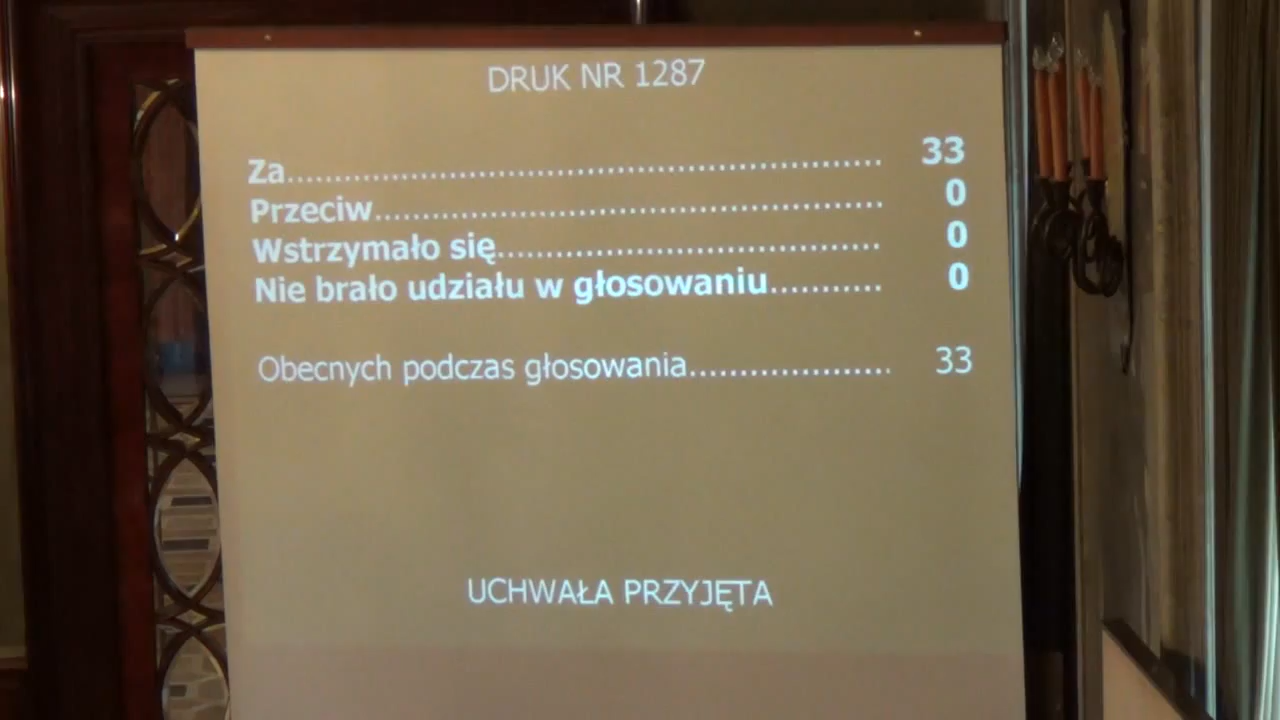 DRUK NR 1287
Za.................................................................. 33
Przeciw......................................................... 0
Wstrzymało się........................................... 0
Nie brało udziału w głosowaniu........... 0
Obecnych podczas głosowania................... 33
UCHWAŁA PRZYJĘTA